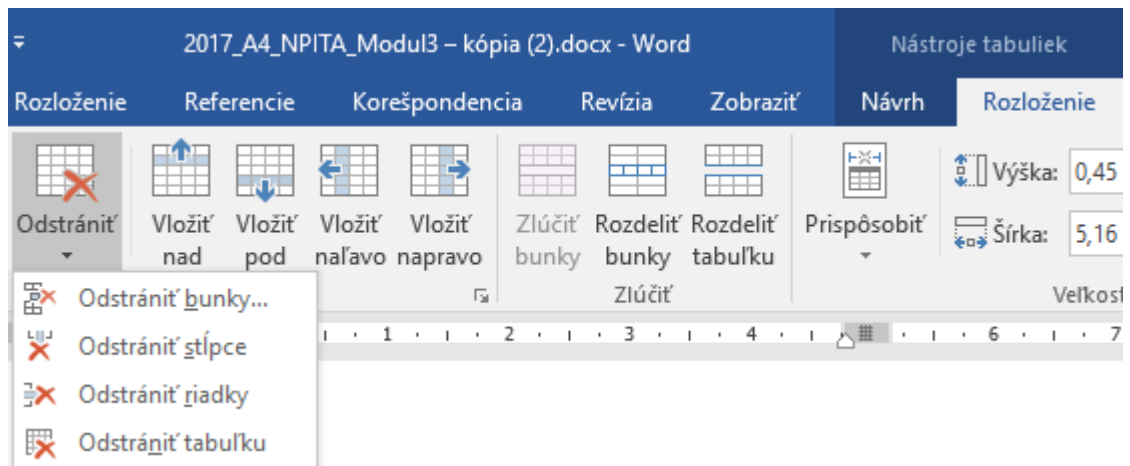 2017_A4_NPITA_Modul3 – kópia (2).docx - Word
Nástroje tabuliek
Rozloženie Referencie Korešpondencia Revízia Zobraziť Návrh Rozloženie
Odstrániť Vložiť nad Vložiť pod Vložiť naľavo Vložiť napravo Zlúčiť bunky Rozdeliť bunky Rozdeliť tabuľku Prispôsobiť
Výška: 0,45
Šírka: 5,16
Zlúčiť
Veľkosť
1 2 3 4 6 7
Odstrániť bunky...
Odstrániť stĺpce
Odstrániť riadky
Odstrániť tabuľku